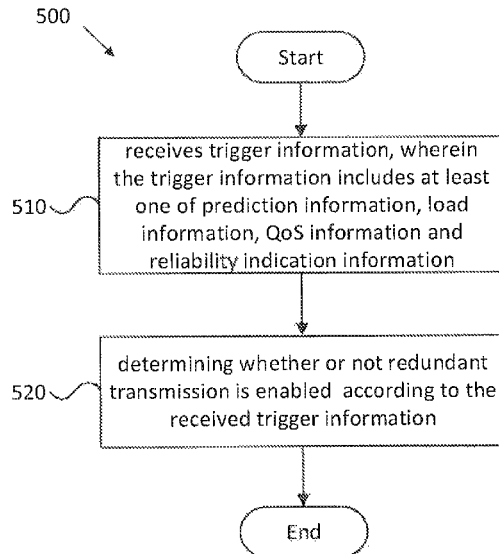 500
Start
510
receives trigger information, wherein
the trigger information includes at least
one of prediction information, load
information, QoS information and
reliability indication information
520
determining whether or not redundant
transmission is enabled according to the
received trigger information
End